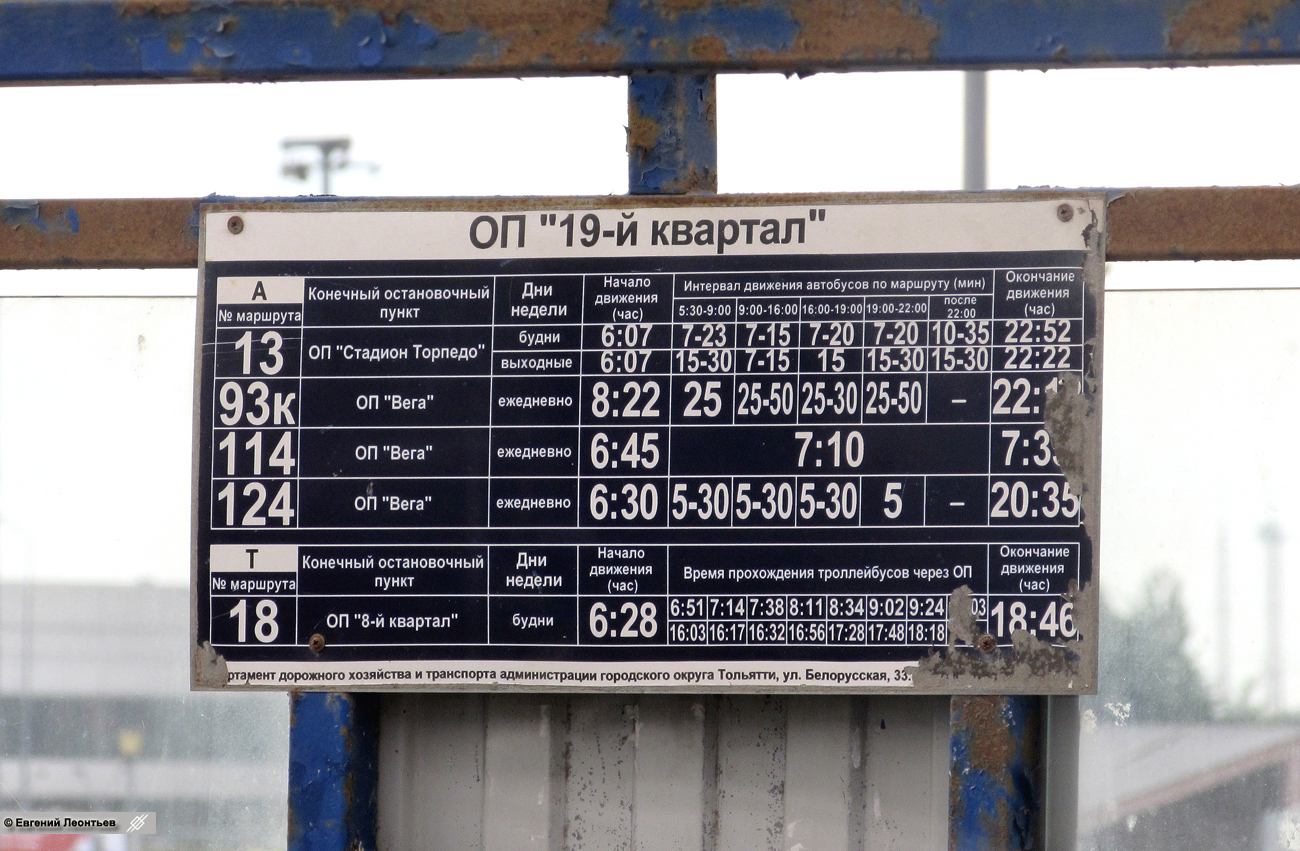 ОП "19-й квартал"
А Конечный остановочный пункт Дни недели Начало движения (час) Интервал движения автобусов по маршруту (мин) Окончание движения (час)
№ маршрута 5:30-9:00 9:00-16:00 16:00-19:00 19:00-22:00 после 22:00
13 ОП "Стадион Торпедо" будни 6:07 7-23 7-15 7-20 7-20 10-35 22:52
выходные 6:07 15-30 7-15 15 15-30 15-30 22:22
93к ОП "Вега" ежедневно 8:22 25 25-50 25-30 25-50 –
114 ОП "Вега" ежедневно 6:45 7:10
124 ОП "Вега" ежедневно 6:30 5-30 5-30 5-30 5 – 20:35
Т Конечный остановочный пункт Дни недели Начало движения (час) Время прохождения троллейбусов через ОП Окончание движения (час)
№ маршрута
18 ОП "8-й квартал" будни 6:28 6:51 7:14 7:38 8:11 8:34 9:02 9:24 18:46
16:03 16:17 16:32 16:56 17:28 17:48 18:18
дорожного хозяйства и транспорта администрации городского округа Тольятти, ул. Белорусская, 33.
© Евгений Леонтьев